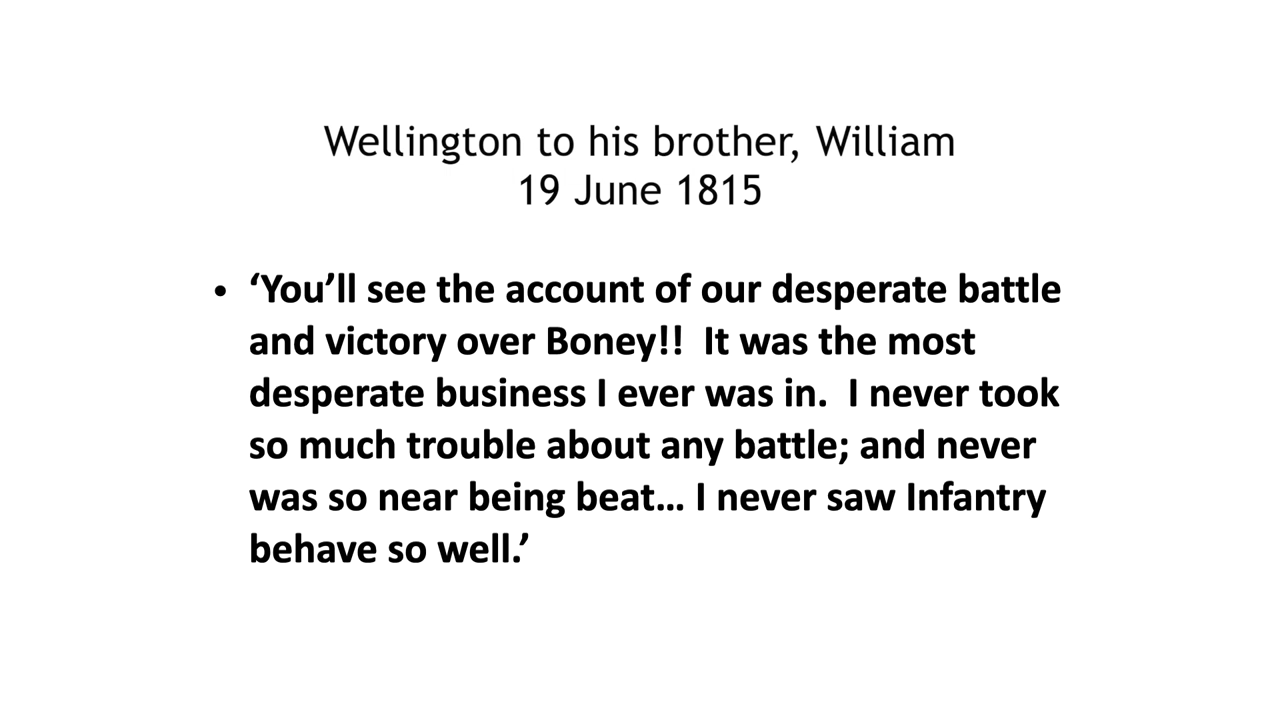 Wellington to his brother, William
19 June 1815
• ‘You’ll see the account of our desperate battle
and victory over Boney!!  It was the most
desperate business I ever was in.  I never took
so much trouble about any battle; and never
was so near being beat… I never saw Infantry
behave so well.’